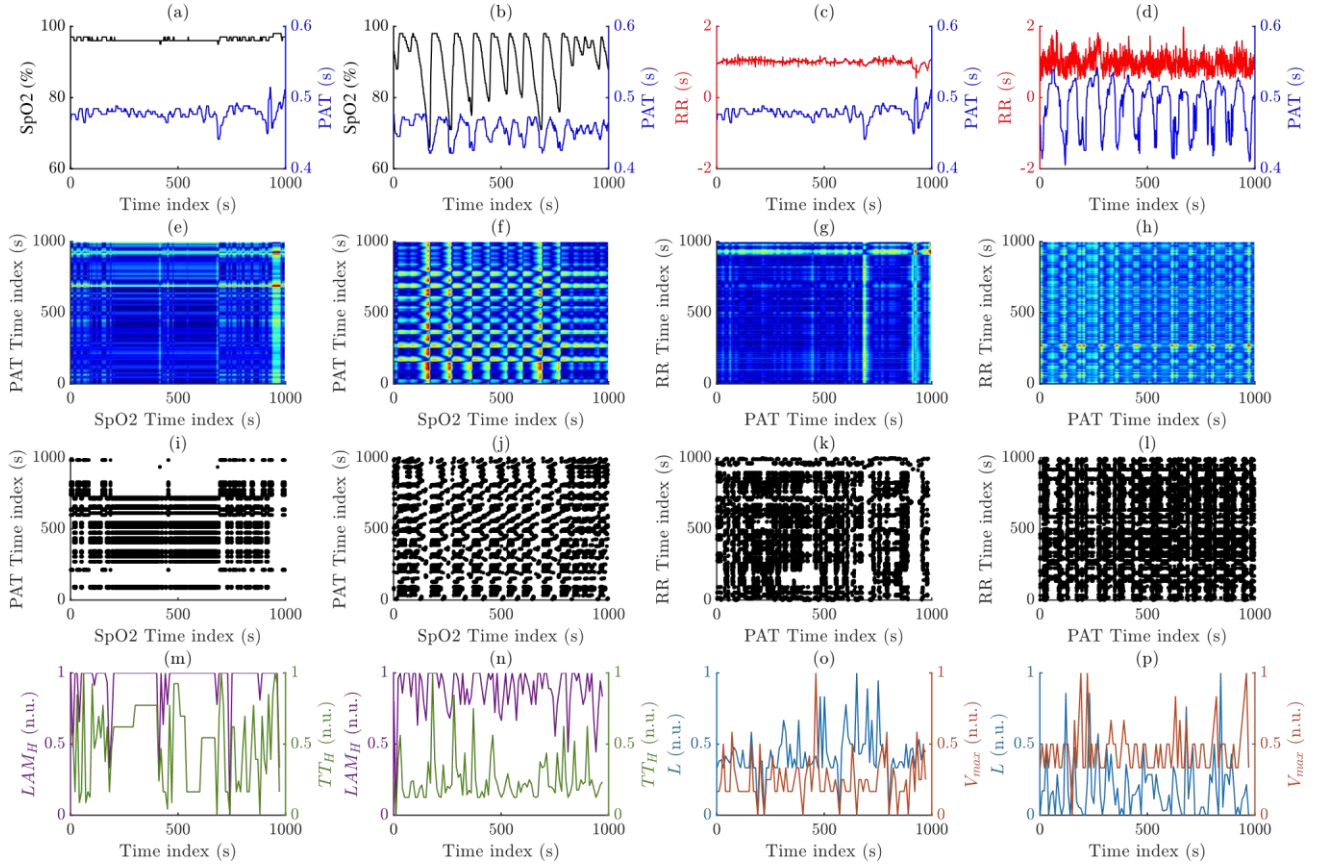 (a) (b) (c) (d)
100 0.6 100 0.6 2 0.6 2 0.6
SpO2 (%) PAT (s) SpO2 (%) PAT (s) RR (s) PAT (s) RR (s) PAT (s)
80 0.5 80 0.5 0 0.5 0 0.5
60 0.4 60 0.4 -2 0.4 -2 0.4
0 500 1000 0 500 1000 0 500 1000 0 500 1000
Time index (s) Time index (s) Time index (s) Time index (s)
(e) (f) (g) (h)
1000 1000 1000 1000
PAT Time index (s) PAT Time index (s) RR Time index (s) RR Time index (s)
500 500 500 500
0 0 0 0
0 500 1000 0 500 1000 0 500 1000 0 500 1000
SpO2 Time index (s) SpO2 Time index (s) PAT Time index (s) PAT Time index (s)
(i) (j) (k) (l)
1000 1000 1000 1000
PAT Time index (s) PAT Time index (s) RR Time index (s) RR Time index (s)
500 500 500 500
0 0 0 0
0 500 1000 0 500 1000 0 500 1000 0 500 1000
SpO2 Time index (s) SpO2 Time index (s) PAT Time index (s) PAT Time index (s)
(m) (n) (o) (p)
1 1 1 1 1 1 1 1
LAM_H (n.u.) TT_H (n.u.) LAM_H (n.u.) TT_H (n.u.) L (n.u.) V_max (n.u.) L (n.u.) V_max (n.u.)
0.5 0.5 0.5 0.5 0.5 0.5 0.5 0.5
0 0 0 0 0 0 0 0
0 500 1000 0 500 1000 0 500 1000 0 500 1000
Time index (s) Time index (s) Time index (s) Time index (s)